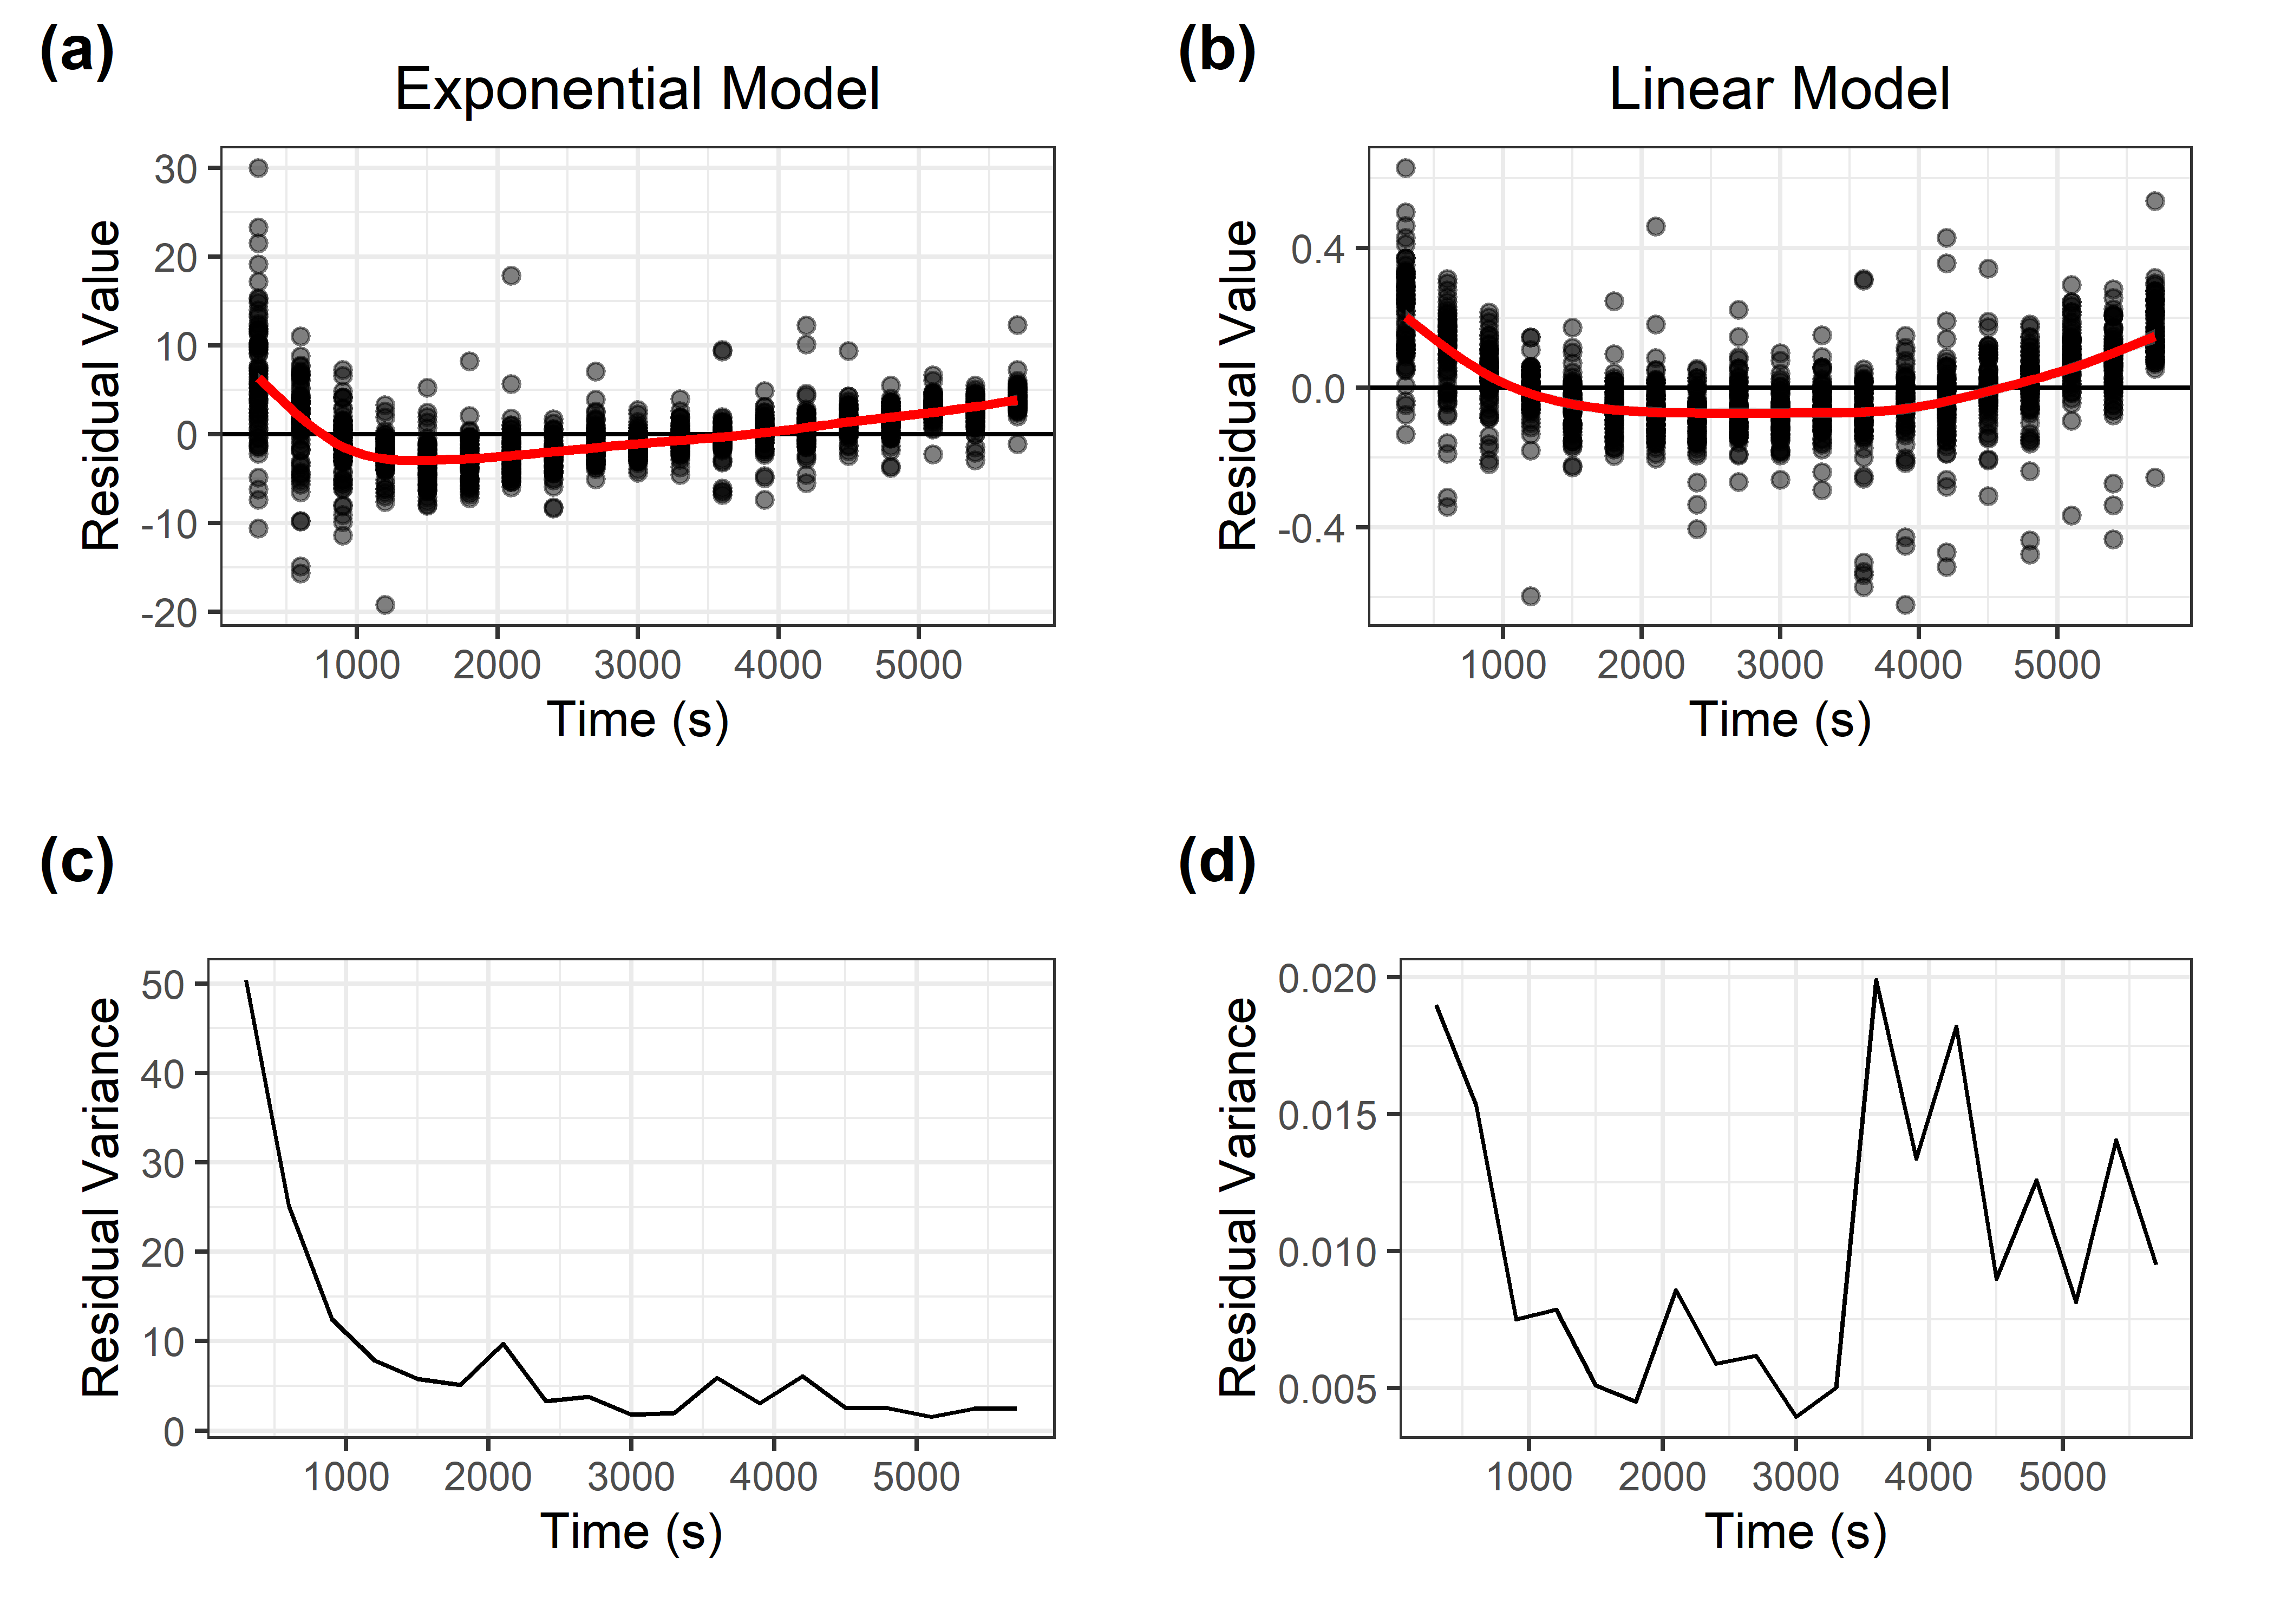 (a)
Exponential Model
Residual Value
30
20
10
0
-10
-20
1000 2000 3000 4000 5000
Time (s)
(b)
Linear Model
Residual Value
0.4
0.0
-0.4
1000 2000 3000 4000 5000
Time (s)
(c)
Residual Variance
50
40
30
20
10
0
1000 2000 3000 4000 5000
Time (s)
(d)
Residual Variance
0.020
0.015
0.010
0.005
1000 2000 3000 4000 5000
Time (s)